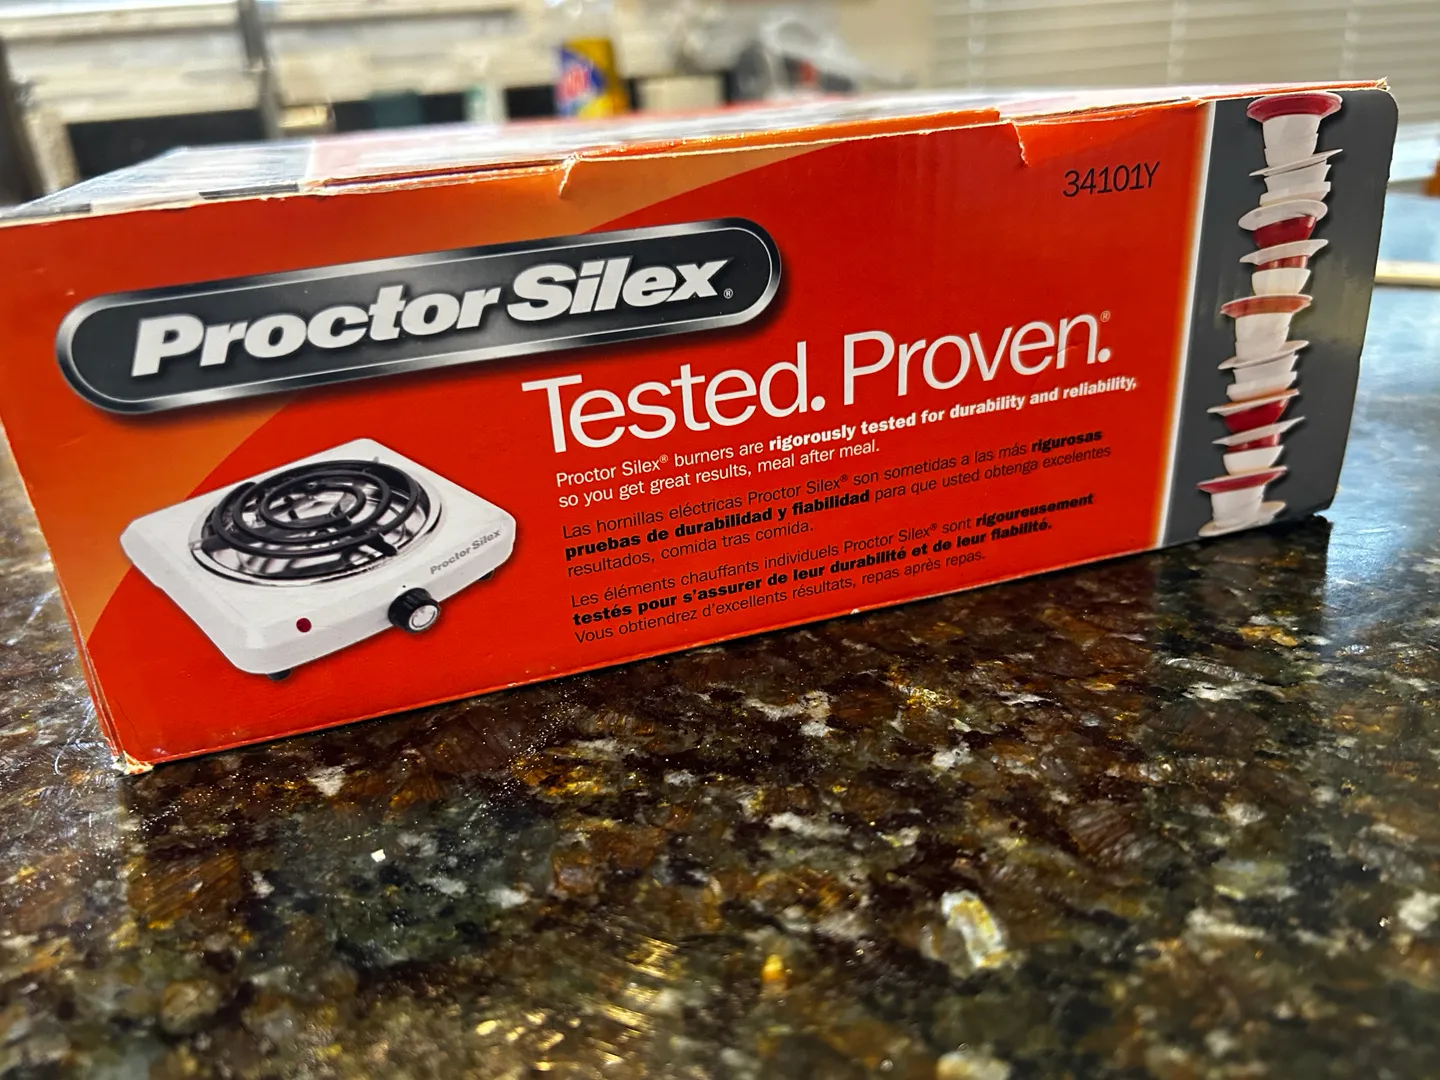 34101Y
Proctor Silex®
Tested. Proven.®
Proctor Silex® burners are rigorously tested for durability and reliability,
so you get great results, meal after meal.
Las hornillas eléctricas Proctor Silex® son sometidas a las más rigurosas
pruebas de durabilidad y fiabilidad para que usted obtenga excelentes
resultados, comida tras comida.
Les éléments chauffants individuels Proctor Silex® sont rigoureusement
testés pour s'assurer de leur durabilité et de leur fiabilité.
Vous obtiendrez d'excellents résultats, repas après repas.
Proctor Silex